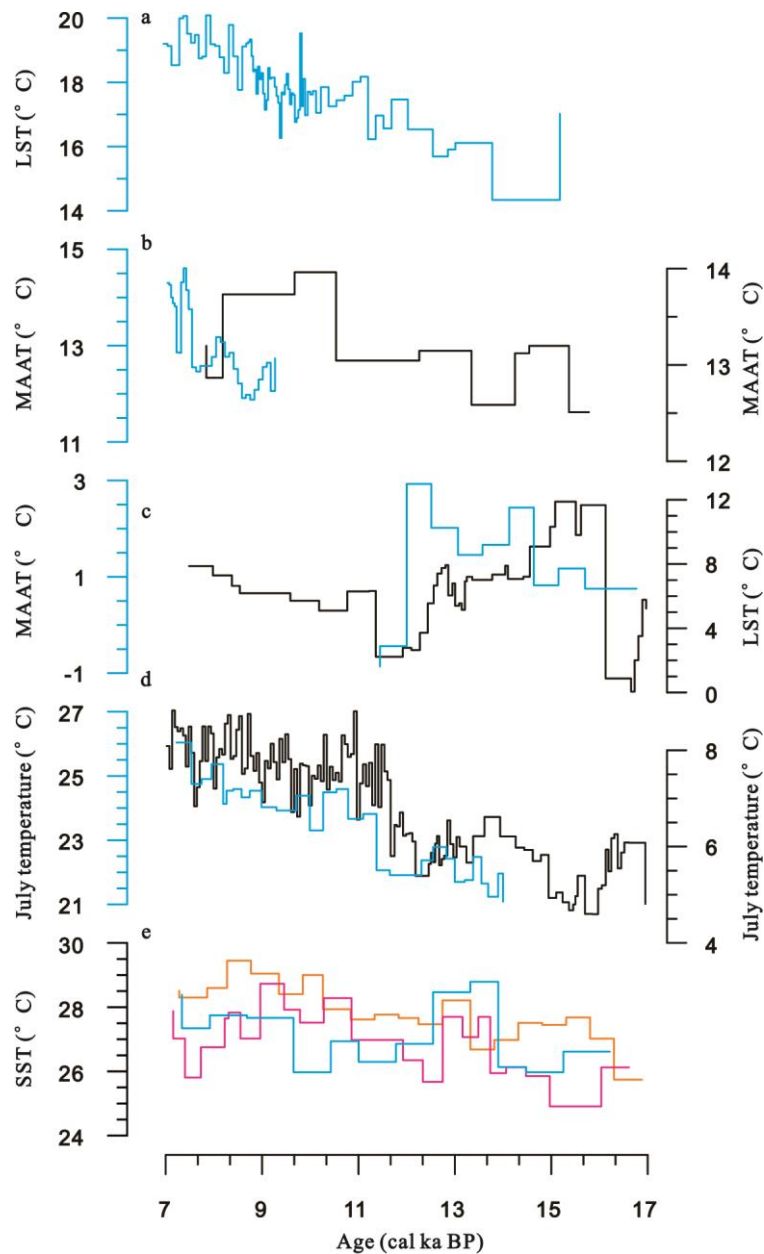 a
20
18
16
14
LST (° C)
b
15
13
11
MAAT (° C)
14
13
12
MAAT (° C)
c
3
1
-1
MAAT (° C)
12
8
4
0
LST (° C)
d
27
25
23
21
July temperature (° C)
8
6
4
July temperature (° C)
e
30
28
26
24
SST (° C)
7 9 11 13 15 17
Age (cal ka BP)